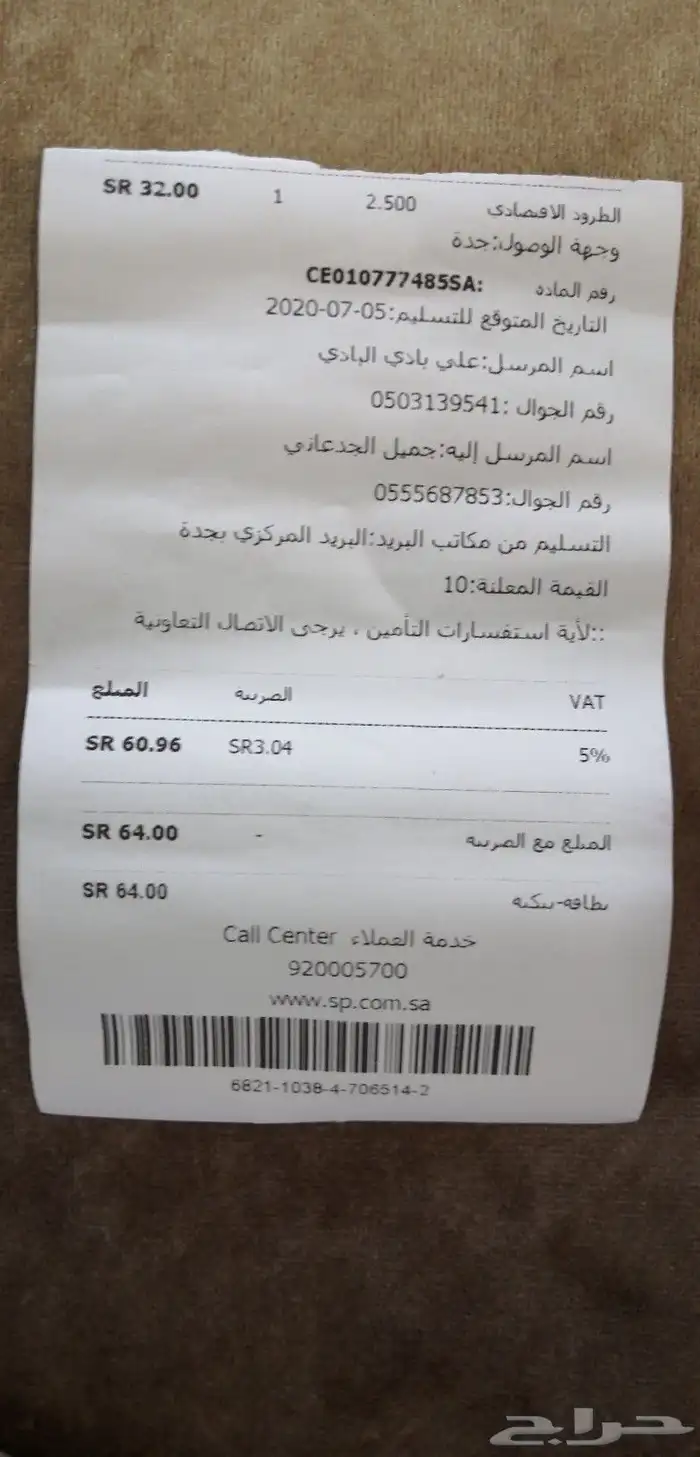 الطرود الاقتصادي 2.500 1 SR 32.00
وجهة الوصول:جدة
رقم المادة :CE010777485SA
التاريخ المتوقع للتسليم:05-07-2020
اسم المرسل:علي بادي البادي
رقم الجوال :0503139541
اسم المرسل إليه:جميل الجدعاني
رقم الجوال:0555687853
التسليم من مكاتب البريد:البريد المركزي بجدة
القيمة المعلنة:10
::لأية استفسارات التأمين ، يرجى الاتصال التعاونية
VAT الضريبة المبلغ
5% SR3.04 SR 60.96
المبلغ مع الضريبة - SR 64.00
بطاقة-بنكية SR 64.00
خدمة العملاء Call Center
920005700
www.sp.com.sa
6821-1038-4-706514-2
حراج